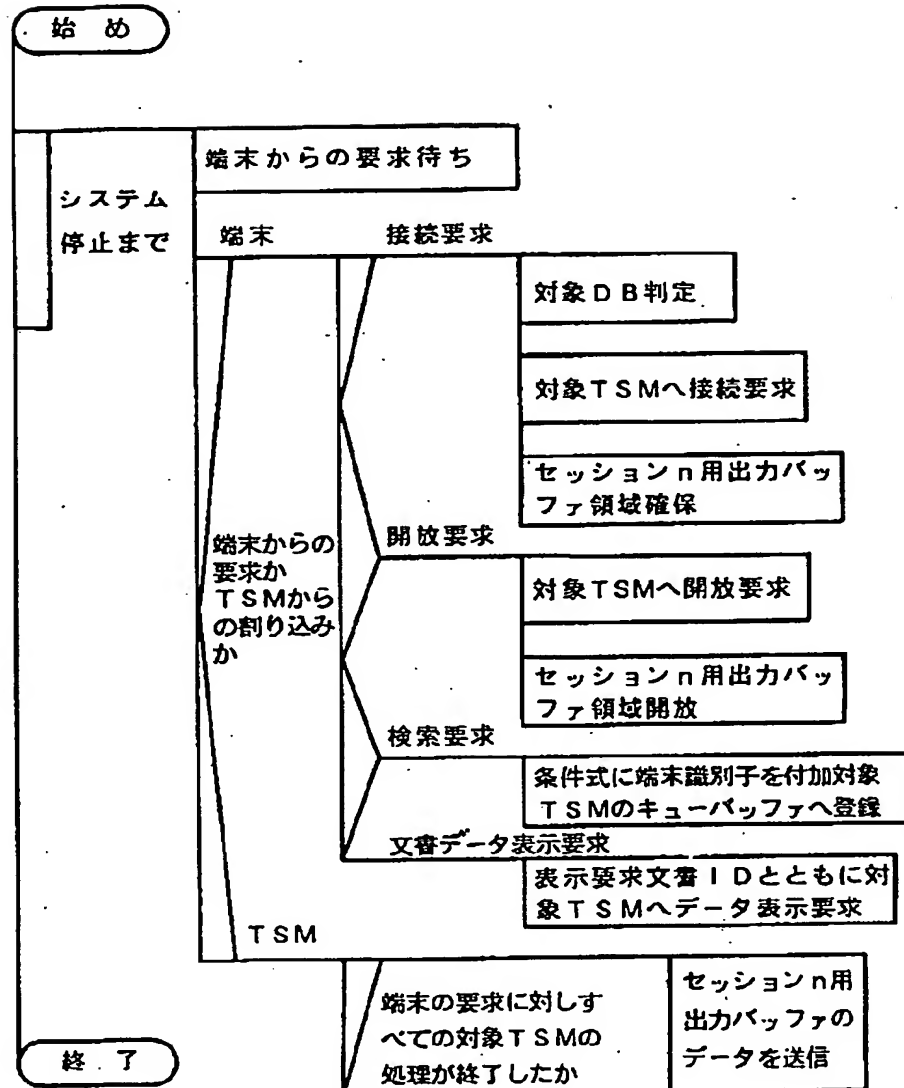 始め
端末からの要求待ち
システム
停止まで
端末
接続要求
対象DB判定
対象TSMへ接続要求
セッションn用出力バッ
ファ領域確保
端末からの
要求か
TSMから
の割り込み
か
開放要求
対象TSMへ開放要求
セッションn用出力バッ
ファ領域開放
検索要求
条件式に端末識別子を付加対象
TSMのキューバッファへ登録
文書データ表示要求
表示要求文書IDとともに対
象TSMへデータ表示要求
TSM
端末の要求に対しす
べての対象TSMの
処理が終了したか
セッションn用
出力バッファの
データを送信
終了